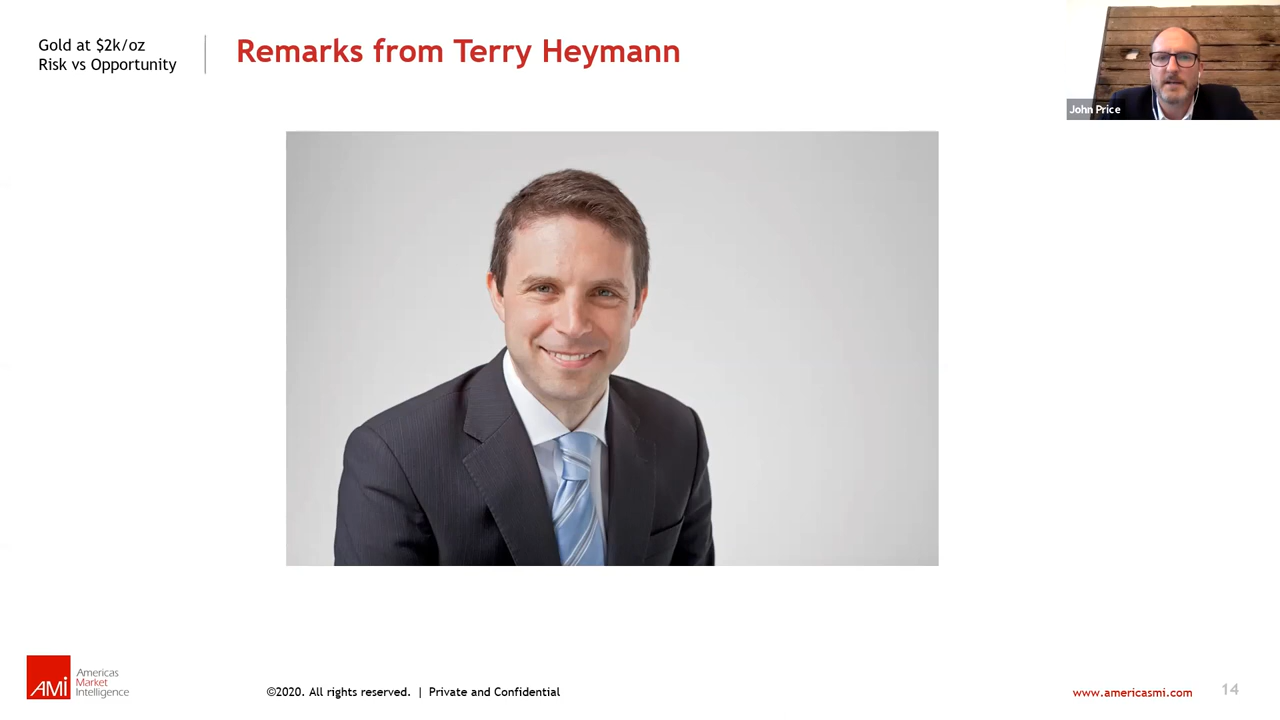 Gold at $2k/oz
Risk vs Opportunity
Remarks from Terry Heymann
John Price
AMI
Americas
Market
Intelligence
©2020. All rights reserved. | Private and Confidential
www.americasmi.com
14